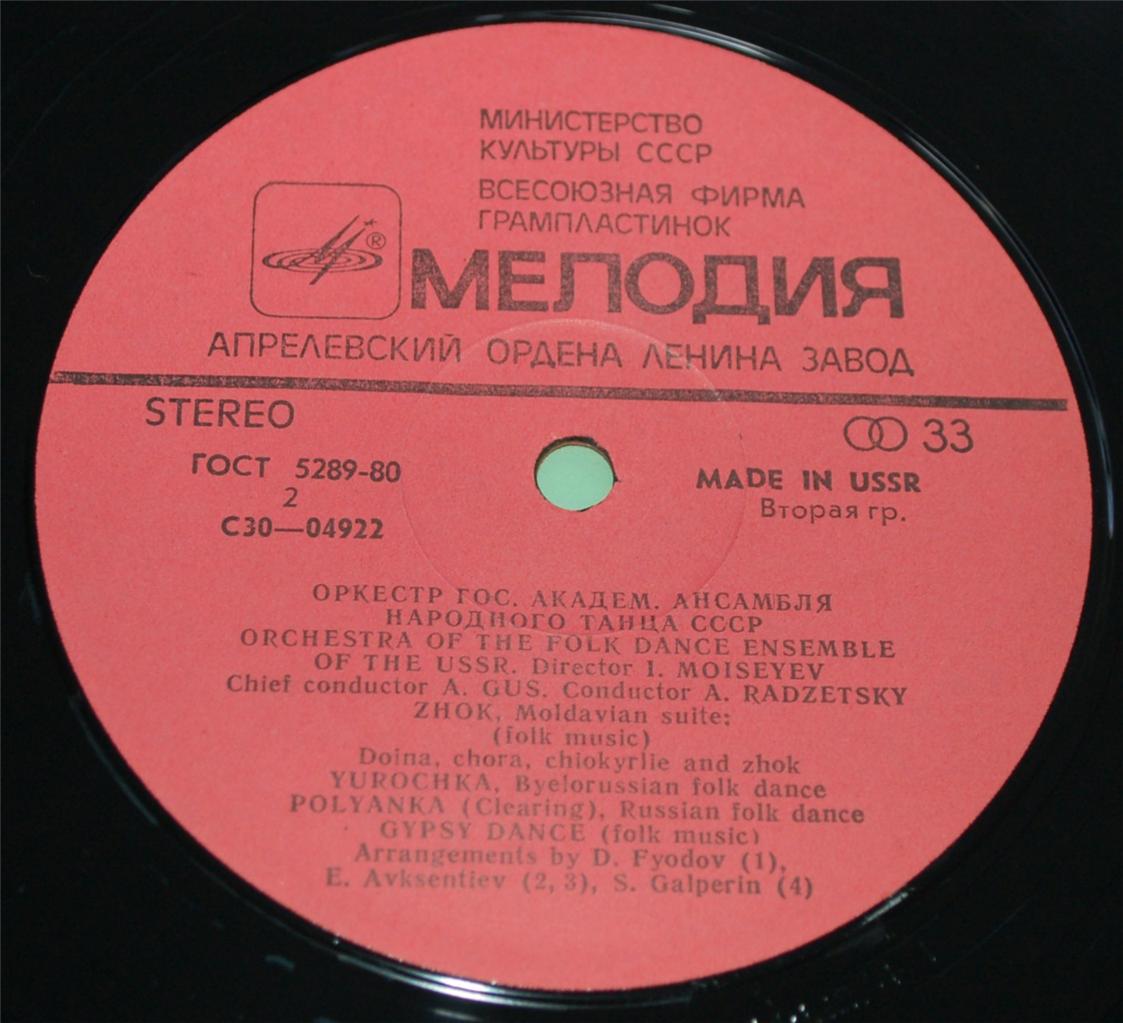 МИНИСТЕРСТВО
КУЛЬТУРЫ СССР
ВСЕСОЮЗНАЯ ФИРМА
ГРАМПЛАСТИНОК
®
МЕЛОДИЯ
АПРЕЛЕВСКИЙ ОРДЕНА ЛЕНИНА ЗАВОД
STEREO
33
ГОСТ 5289-80
MADE IN USSR
2
Вторая гр.
С30—04922
ОРКЕСТР ГОС. АКАДЕМ. АНСАМБЛЯ
НАРОДНОГО ТАНЦА СССР
ORCHESTRA OF THE FOLK DANCE ENSEMBLE
OF THE USSR. Director I. MOISEYEV
Chief conductor A. GUS. Conductor A. RADZETSKY
ZHOK, Moldavian suite:
(folk music)
Doina, chora, chiokyrlie and zhok
YUROCHKA, Byelorussian folk dance
POLYANKA (Clearing), Russian folk dance
GYPSY DANCE (folk music)
Arrangements by D. Fyodov (1),
E. Avksentiev (2, 3), S. Galperin (4)